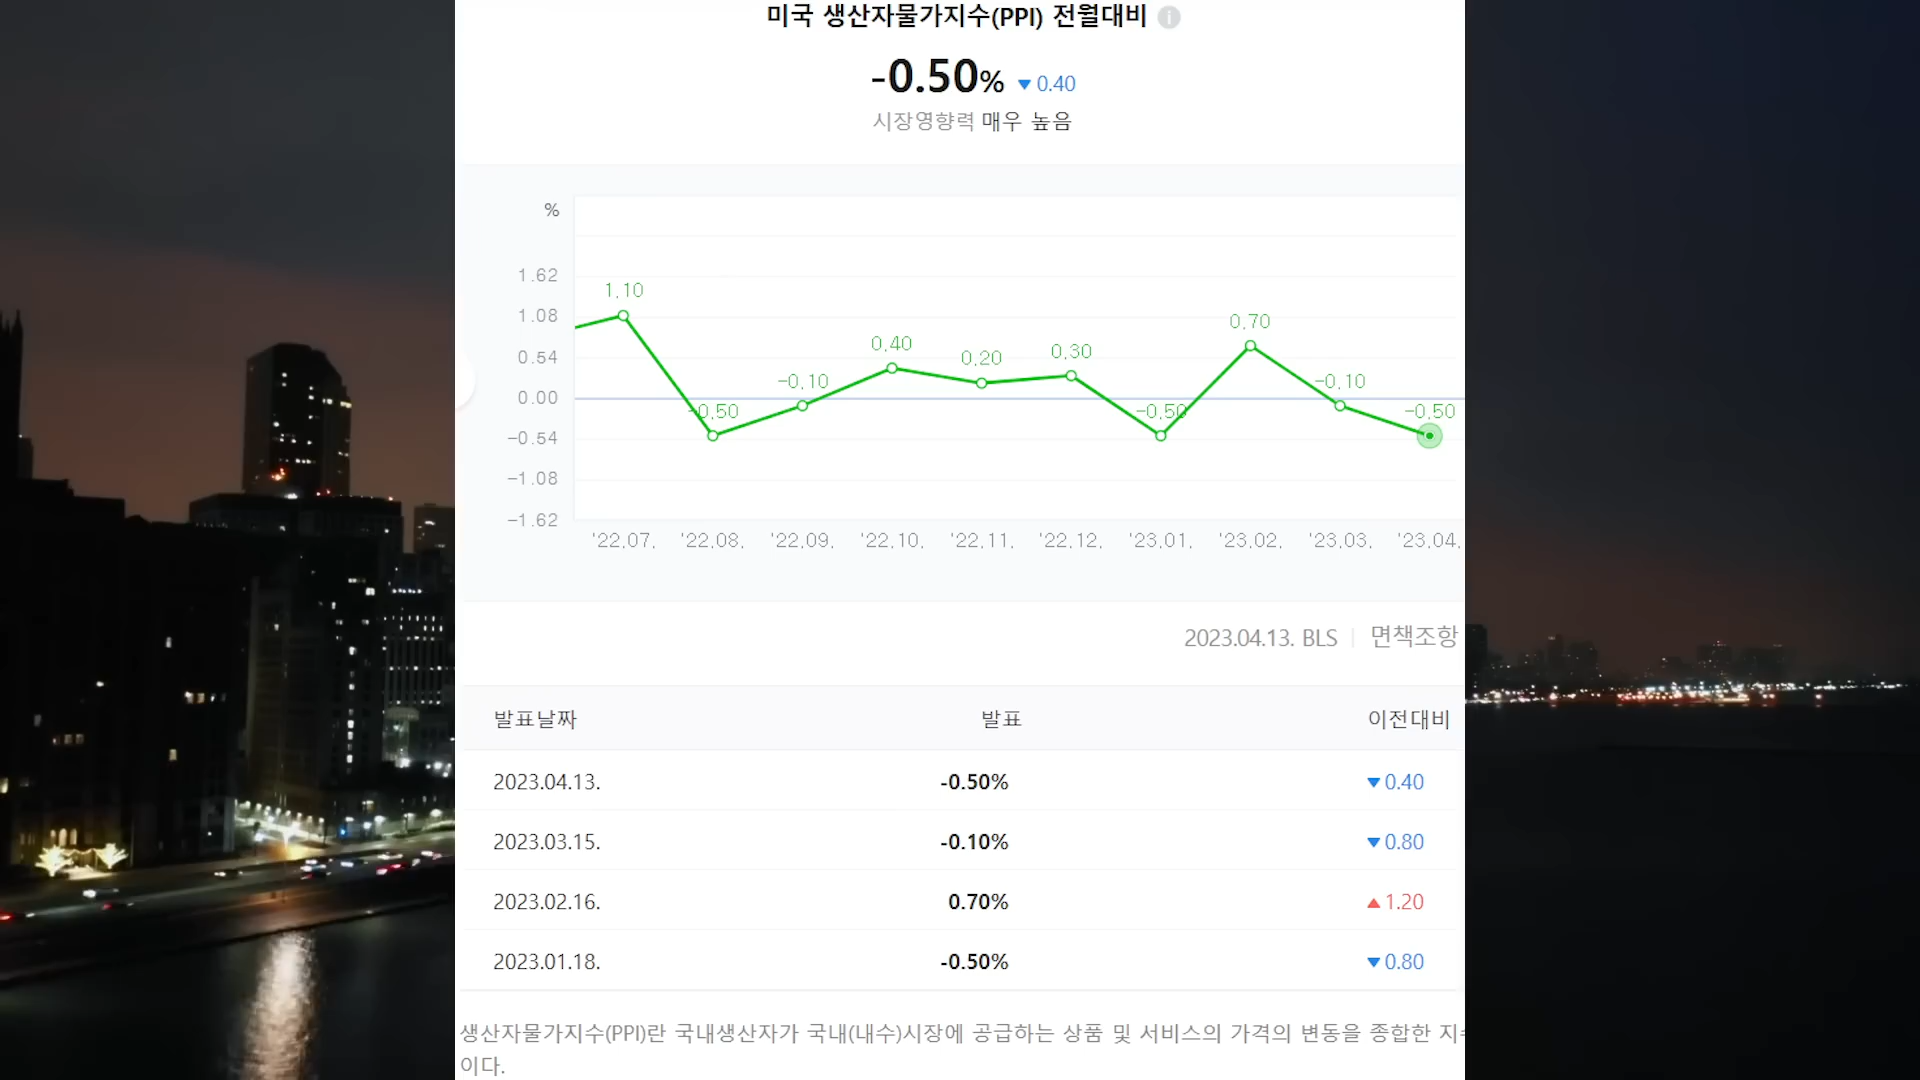 미국 생산자물가지수(PPI) 전월대비
-0.50% ▼0.40
시장영향력 매우 높음
%
1.62
1.08
0.54
0.00
-0.54
-1.08
-1.62
1.10
-0.50
-0.10
0.40
0.20
0.30
-0.50
0.70
-0.10
-0.50
'22.07. '22.08. '22.09. '22.10. '22.11. '22.12. '23.01. '23.02. '23.03. '23.04.
2023.04.13. BLS | 면책조항
발표날짜 발표 이전대비
2023.04.13. -0.50% ▼0.40
2023.03.15. -0.10% ▼0.80
2023.02.16. 0.70% ▲1.20
2023.01.18. -0.50% ▼0.80
생산자물가지수(PPI)란 국내생산자가 국내(내수)시장에 공급하는 상품 및 서비스의 가격의 변동을 종합한 지수
이다.